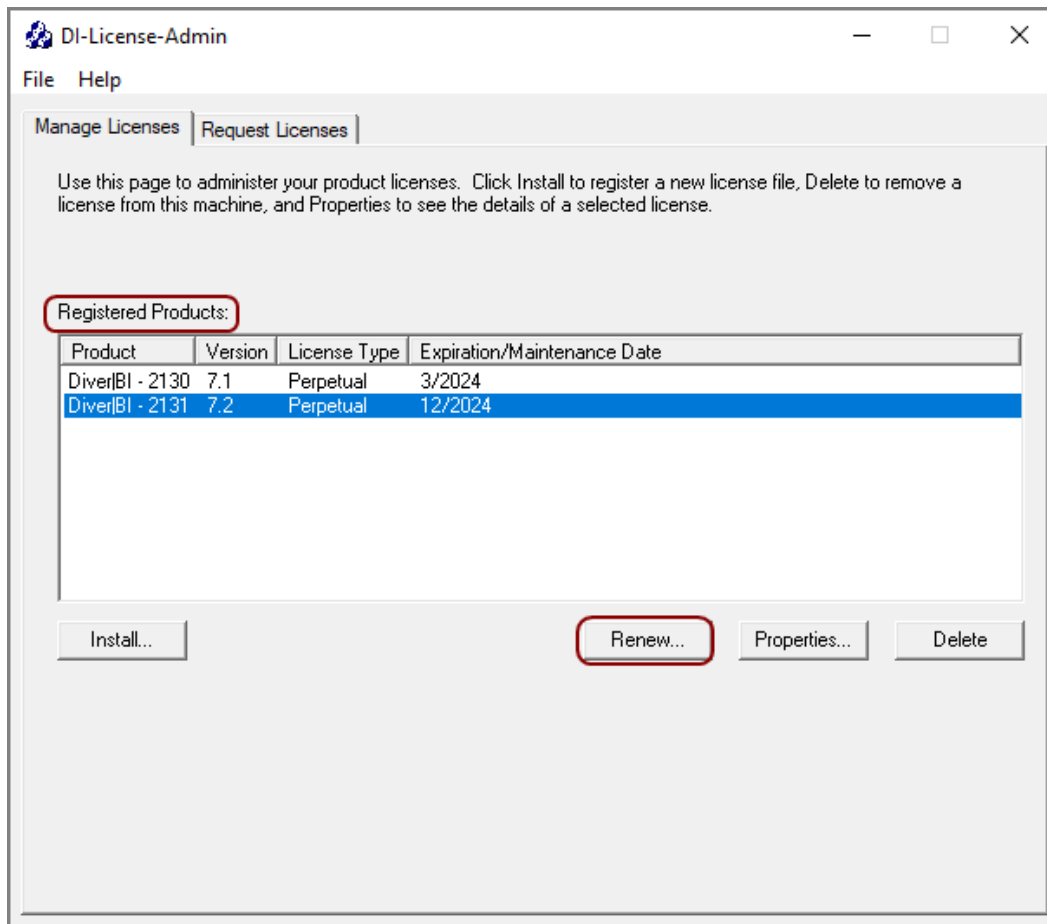 DI-License-Admin
File Help
Manage Licenses Request Licenses
Use this page to administer your product licenses. Click Install to register a new license file, Delete to remove a
license from this machine, and Properties to see the details of a selected license.
Registered Products:
Product Version License Type Expiration/Maintenance Date
Diver|BI - 2130 7.1 Perpetual 3/2024
Diver|BI - 2131 7.2 Perpetual 12/2024
Install... Renew... Properties... Delete